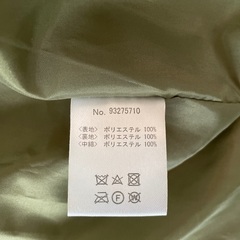 No. 93275710
<表地> ポリエステル 100%
<裏地> ポリエステル 100%
<中綿> ポリエステル 100%